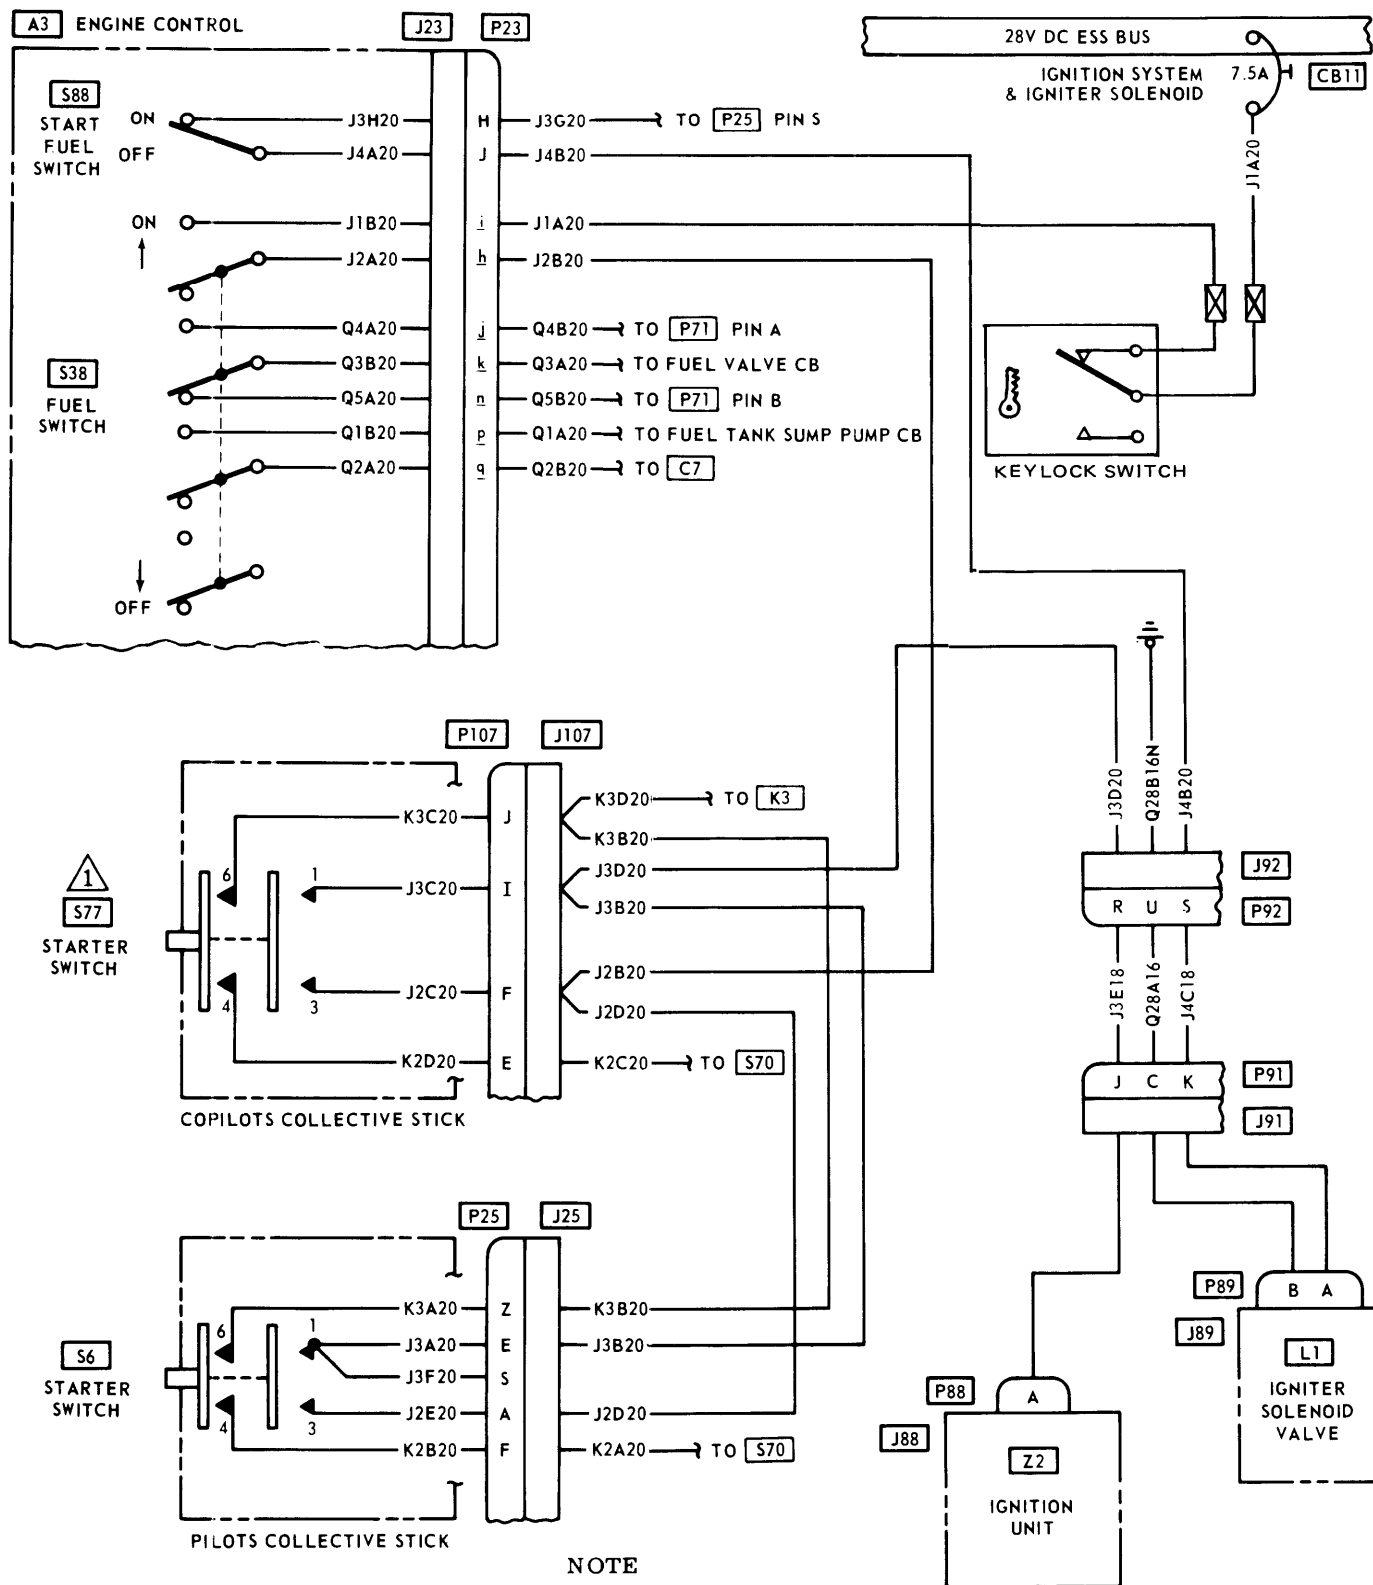 A3 ENGINE CONTROL
J23 P23
28V DC ESS BUS
IGNITION SYSTEM
& IGNITER SOLENOID
7.5A
CB11
S88
START
FUEL
SWITCH
ON
OFF
J3H20 H J3G20 TO P25 PIN S
J4A20 J J4B20
J1A20
ON
J1B20 i J1A20
J2A20 h J2B20
Q4A20 j Q4B20 TO P71 PIN A
Q3B20 k Q3A20 TO FUEL VALVE CB
S38
FUEL
SWITCH
Q5A20 n Q5B20 TO P71 PIN B
Q1B20 p Q1A20 TO FUEL TANK SUMP PUMP CB
Q2A20 q Q2B20 TO C7
KEYLOCK SWITCH
OFF
P107 J107
K3D20 TO K3
K3C20 J
K3B20
J3D20
6 1
J3C20 I
J3B20
1
S77
STARTER
SWITCH
J2B20
J2C20 F
4 3
J2D20
K2D20 E K2C20 TO S70
COPILOTS COLLECTIVE STICK
J3D20 Q28B16N J4B20
J92
R U S P92
J3E18 Q28A16 J4C18
J C K P91
J91
P25 J25
K3A20 Z K3B20
6 1
J3A20 E J3B20
J3F20 S
S6
STARTER
SWITCH
J2E20 A J2D20
4 3
K2B20 F K2A20 TO S70
PILOTS COLLECTIVE STICK
P89 B A
J89
L1
IGNITER
SOLENOID
VALVE
P88 A
J88
Z2
IGNITION
UNIT
NOTE